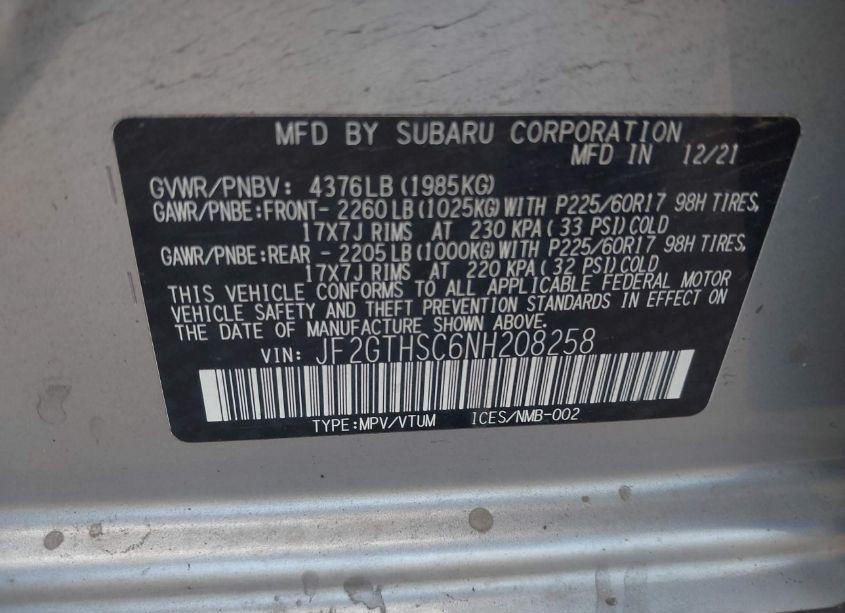 MFD BY SUBARU CORPORATION
MFD IN 12/21
GVWR/PNBV: 4376LB (1985KG)
GAWR/PNBE:FRONT- 2260LB (1025KG) WITH P225/60R17 98H TIRES,
17X7J RIMS AT 230 KPA ( 33 PSI) COLD
GAWR/PNBE:REAR - 2205LB (1000KG) WITH P225/60R17 98H TIRES,
17X7J RIMS AT 220 KPA ( 32 PSI) COLD
THIS VEHICLE CONFORMS TO ALL APPLICABLE FEDERAL MOTOR
VEHICLE SAFETY AND THEFT PREVENTION STANDARDS IN EFFECT ON
THE DATE OF MANUFACTURE SHOWN ABOVE.
VIN: JF2GTHSC6NH208258
TYPE:MPV/VTUM ICES/NMB-002